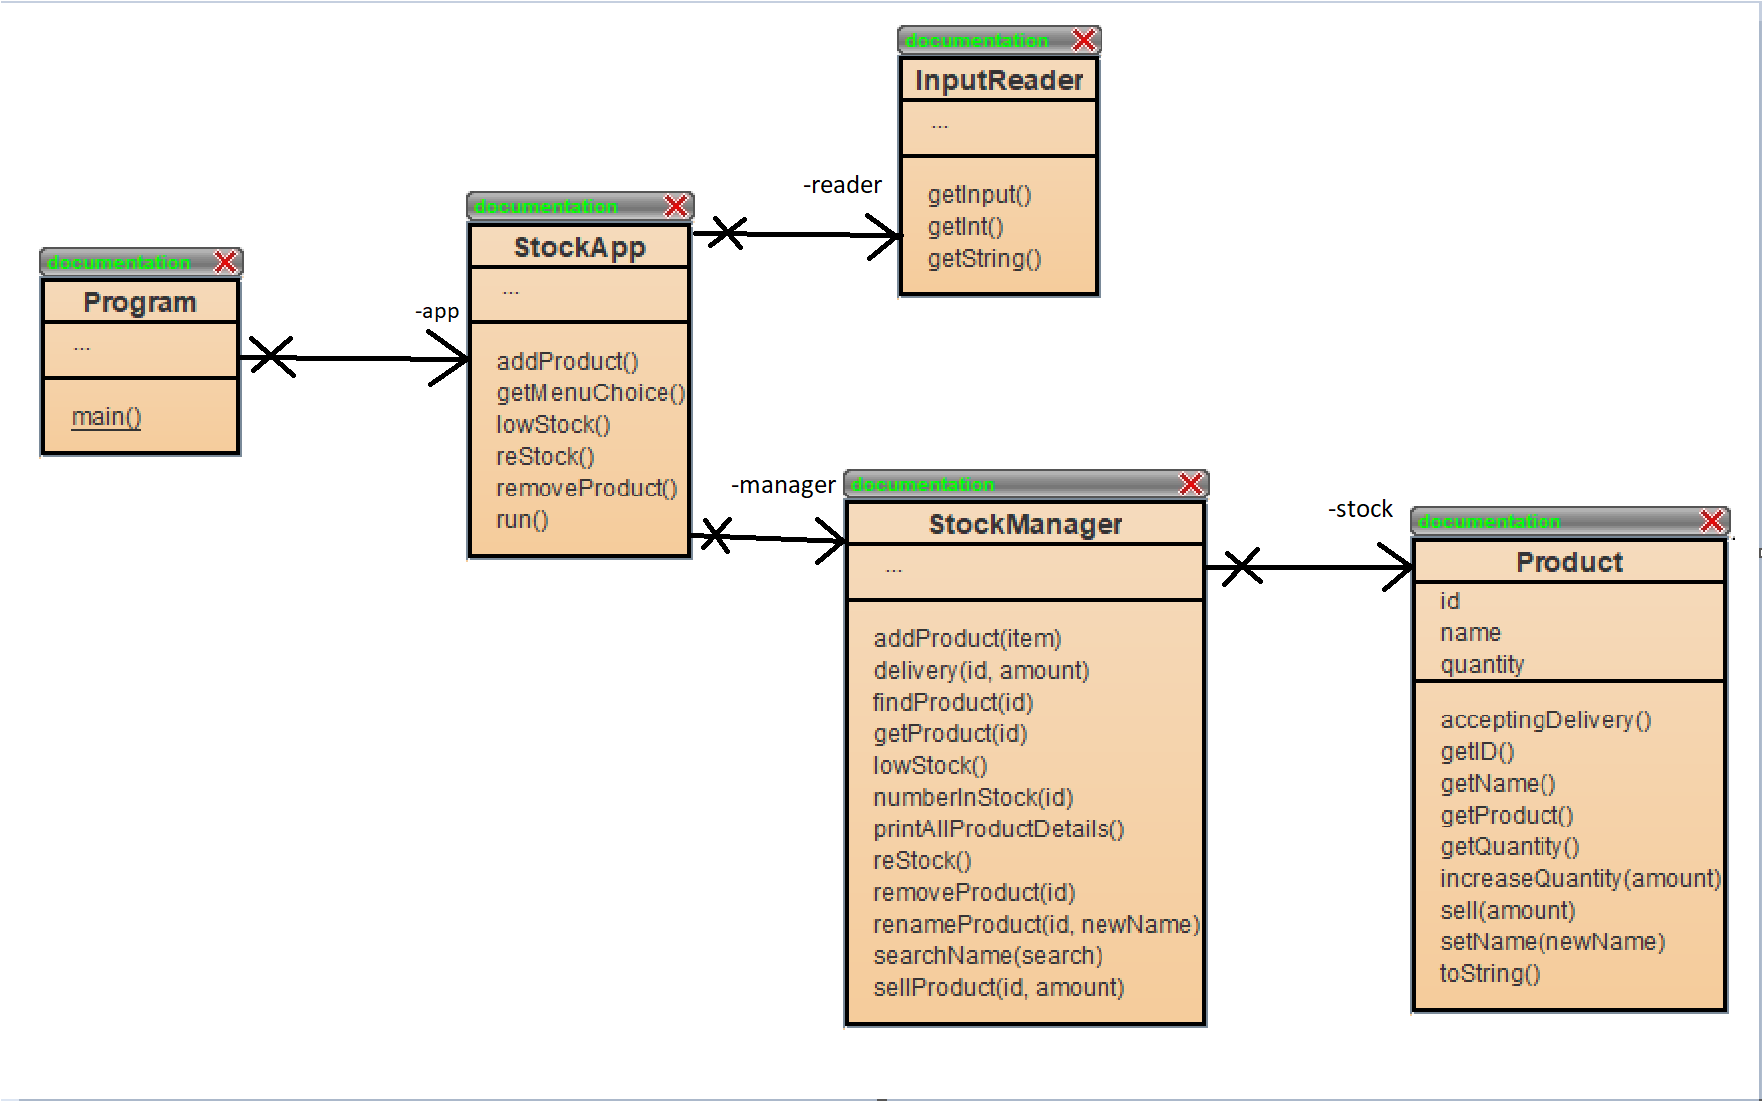 documentation
InputReader
...
getInput()
getInt()
getString()
-reader
documentation
StockApp
...
addProduct()
getMenuChoice()
lowStock()
reStock()
removeProduct()
run()
documentation
Program
...
main()
-app
-manager
documentation
StockManager
...
addProduct(item)
delivery(id, amount)
findProduct(id)
getProduct(id)
lowStock()
numberInStock(id)
printAllProductDetails()
reStock()
removeProduct(id)
renameProduct(id, newName)
searchName(search)
sellProduct(id, amount)
-stock
documentation
Product
id
name
quantity
acceptingDelivery()
getID()
getName()
getProduct()
getQuantity()
increaseQuantity(amount)
sell(amount)
setName(newName)
toString()